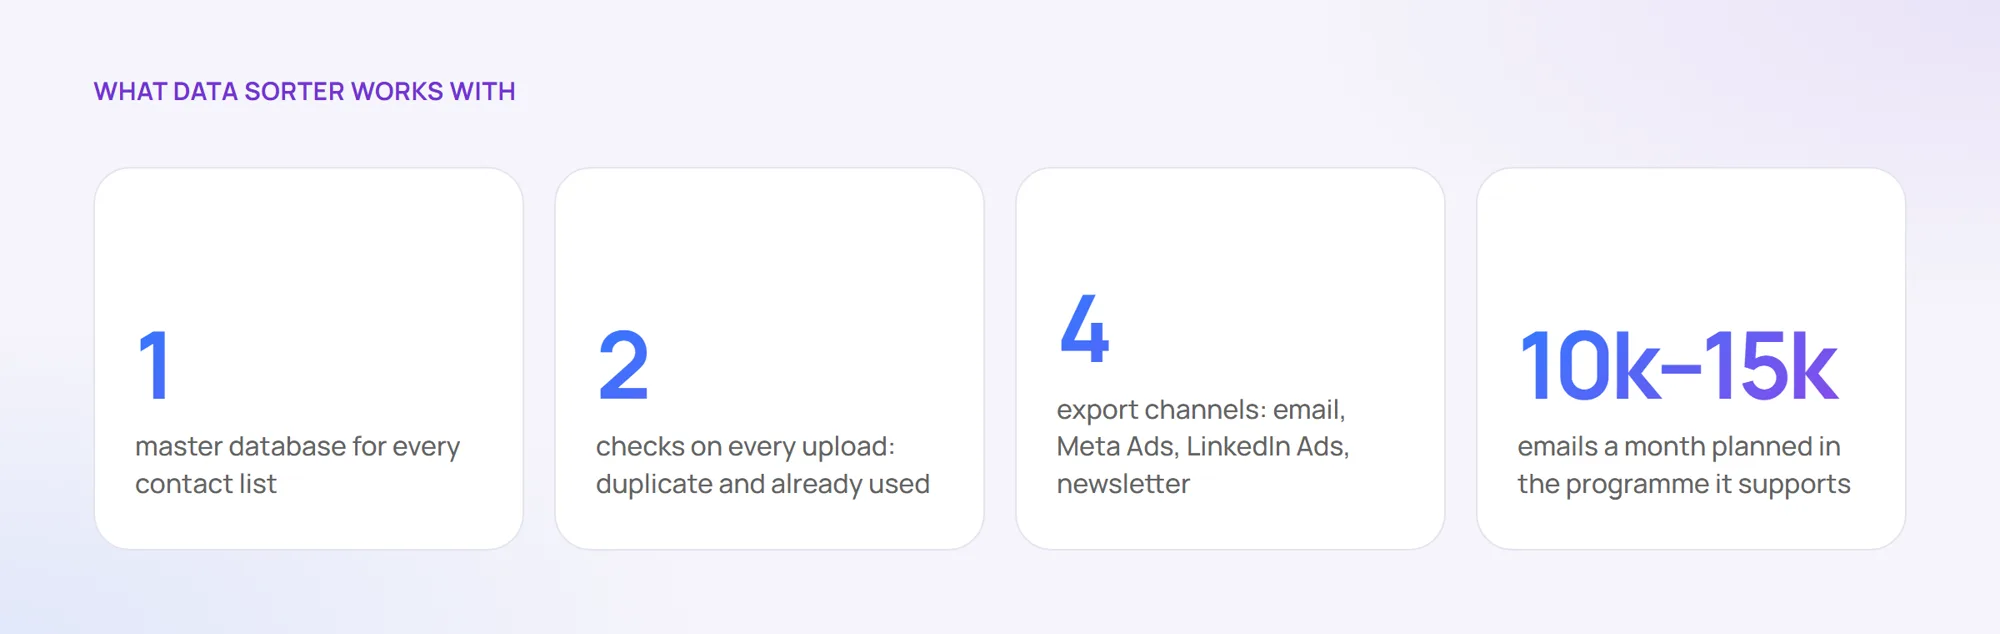 WHAT DATA SORTER WORKS WITH
1
master database for every
contact list
2
checks on every upload:
duplicate and already used
4
export channels: email,
Meta Ads, LinkedIn Ads,
newsletter
10k–15k
emails a month planned in
the programme it supports